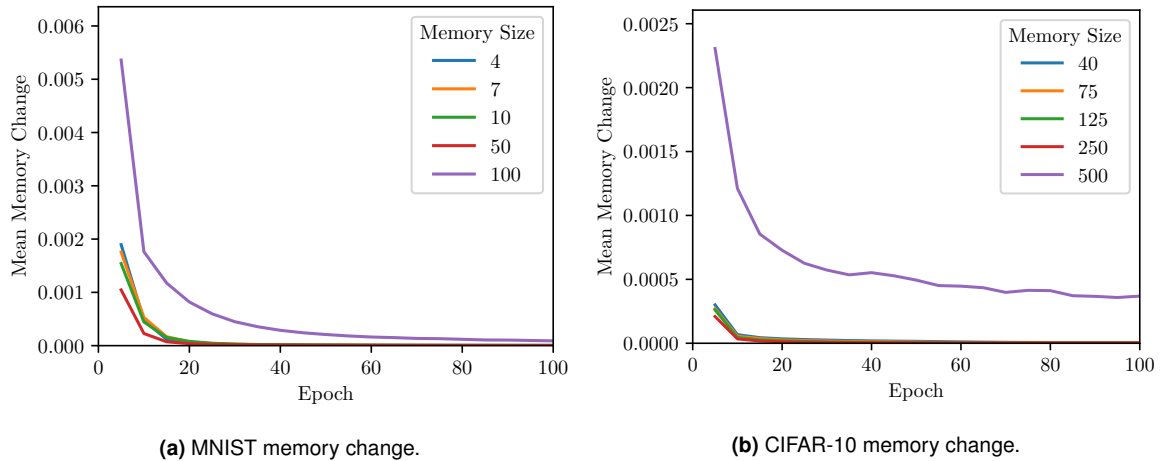 0.006
0.005
0.004
0.003
0.002
0.001
0.000
Mean Memory Change
Memory Size
4
7
10
50
100
0 20 40 60 80 100
Epoch
(a) MNIST memory change.
0.0025
0.0020
0.0015
0.0010
0.0005
0.0000
Mean Memory Change
Memory Size
40
75
125
250
500
0 20 40 60 80 100
Epoch
(b) CIFAR-10 memory change.